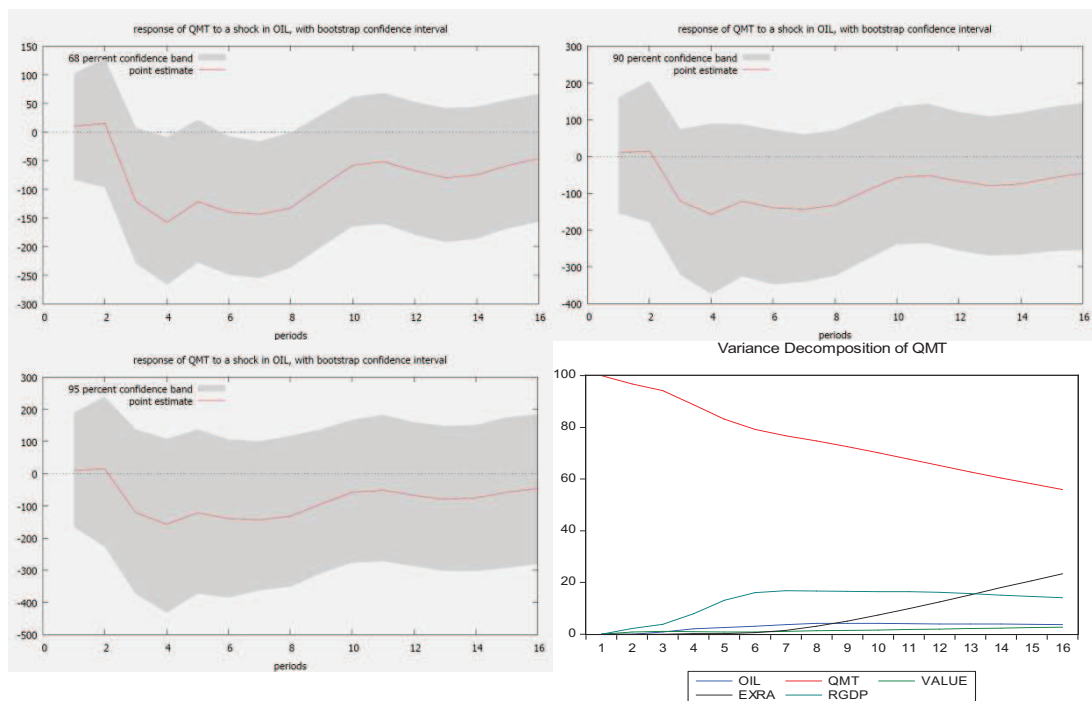 response of QMT to a shock in OIL, with bootstrap confidence interval
150
100
50
0
-50
-100
-150
-200
-250
-300
68 percent confidence band
point estimate
0 2 4 6 8 10 12 14 16
periods
response of QMT to a shock in OIL, with bootstrap confidence interval
300
200
100
0
-100
-200
-300
-400
90 percent confidence band
point estimate
0 2 4 6 8 10 12 14 16
periods
response of QMT to a shock in OIL, with bootstrap confidence interval
300
200
100
0
-100
-200
-300
-400
-500
95 percent confidence band
point estimate
0 2 4 6 8 10 12 14 16
periods
Variance Decomposition of QMT
100
80
60
40
20
0
1 2 3 4 5 6 7 8 9 10 11 12 13 14 15 16
OIL QMT VALUE
EXRA RGDP